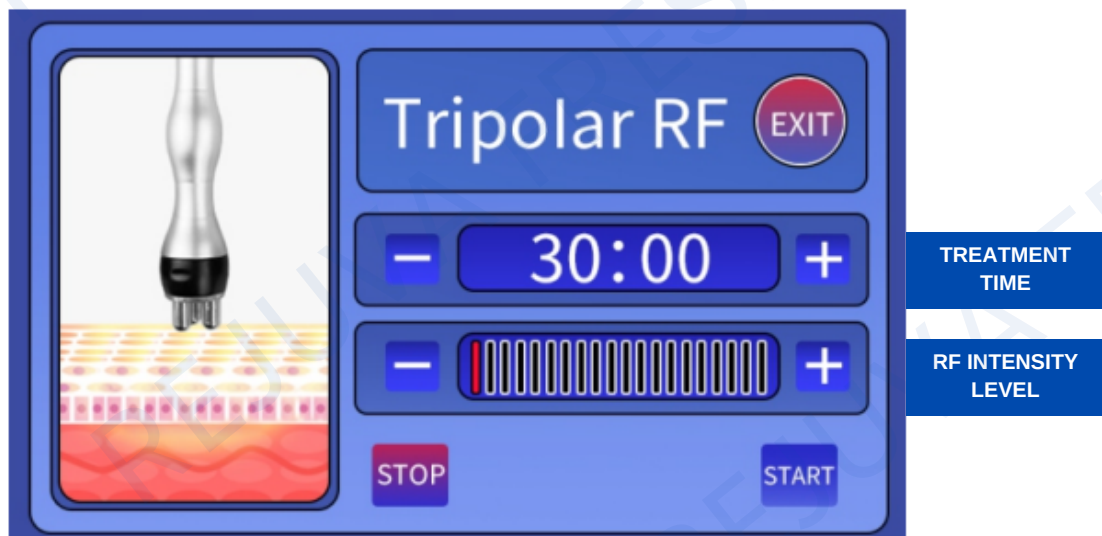 Tripolar RF
EXIT
- 30:00 +
TREATMENT
TIME
- +
RF INTENSITY
LEVEL
STOP
START